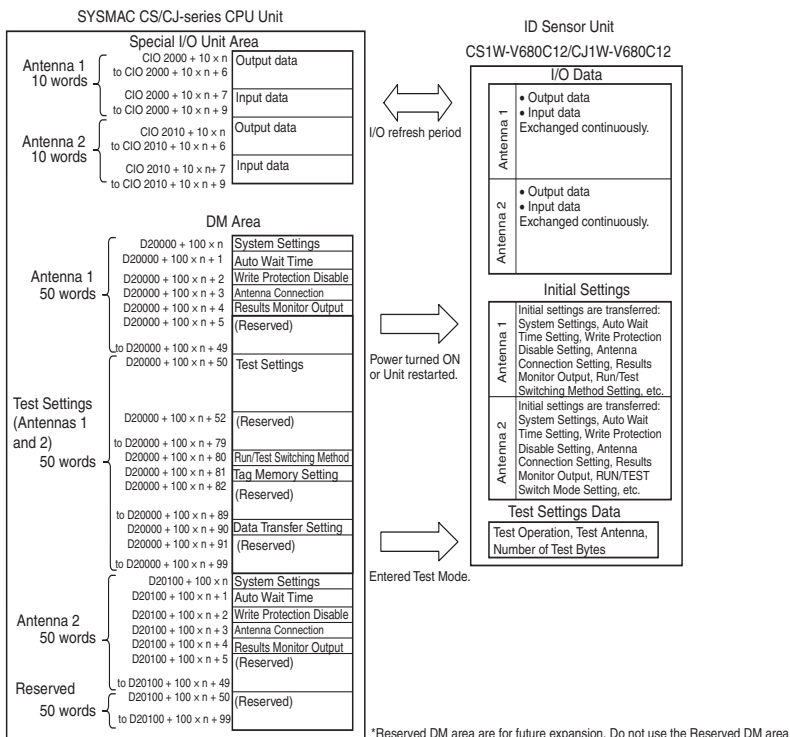 SYSMAC CS/CJ-series CPU Unit
Special I/O Unit Area
Antenna 1
10 words
CIO 2000 + 10 × n
to CIO 2000 + 10 × n + 6
Output data
CIO 2000 + 10 × n + 7
to CIO 2000 + 10 × n + 9
Input data
Antenna 2
10 words
CIO 2010 + 10 × n
to CIO 2010 + 10 × n + 6
Output data
CIO 2010 + 10 × n+ 7
to CIO 2010 + 10 × n + 9
Input data
DM Area
Antenna 1
50 words
D20000 + 100 × n System Settings
D20000 + 100 × n + 1 Auto Wait Time
D20000 + 100 × n + 2 Write Protection Disable
D20000 + 100 × n + 3 Antenna Connection
D20000 + 100 × n + 4 Results Monitor Output
D20000 + 100 × n + 5 (Reserved)
to D20000 + 100 × n + 49
Test Settings
(Antennas 1
and 2)
50 words
D20000 + 100 × n + 50 Test Settings
D20000 + 100 × n + 52 (Reserved)
to D20000 + 100 × n + 79
D20000 + 100 × n + 80 Run/Test Switching Method
D20000 + 100 × n + 81 Tag Memory Setting
D20000 + 100 × n + 82 (Reserved)
to D20000 + 100 × n + 89
D20000 + 100 × n + 90 Data Transfer Setting
D20000 + 100 × n + 91 (Reserved)
to D20000 + 100 × n + 99
Antenna 2
50 words
D20100 + 100 × n System Settings
D20100 + 100 × n + 1 Auto Wait Time
D20100 + 100 × n + 2 Write Protection Disable
D20100 + 100 × n + 3 Antenna Connection
D20100 + 100 × n + 4 Results Monitor Output
D20100 + 100 × n + 5 (Reserved)
to D20100 + 100 × n + 49
Reserved
50 words
D20100 + 100 × n + 50 (Reserved)
to D20100 + 100 × n + 99
I/O refresh period
Power turned ON
or Unit restarted.
Entered Test Mode.
ID Sensor Unit
CS1W-V680C12/CJ1W-V680C12
I/O Data
Antenna 1
• Output data
• Input data
Exchanged continuously.
Antenna 2
• Output data
• Input data
Exchanged continuously.
Initial Settings
Antenna 1
Initial settings are transferred:
System Settings, Auto Wait
Time Setting, Write Protection
Disable Setting, Antenna
Connection Setting, Results
Monitor Output, Run/Test
Switching Method Setting, etc.
Antenna 2
Initial settings are transferred:
System Settings, Auto Wait
Time Setting, Write Protection
Disable Setting, Antenna
Connection Setting, Results
Monitor Output, RUN/TEST
Switch Mode Setting, etc.
Test Settings Data
Test Operation, Test Antenna,
Number of Test Bytes
*Reserved DM area are for future expansion. Do not use the Reserved DM area